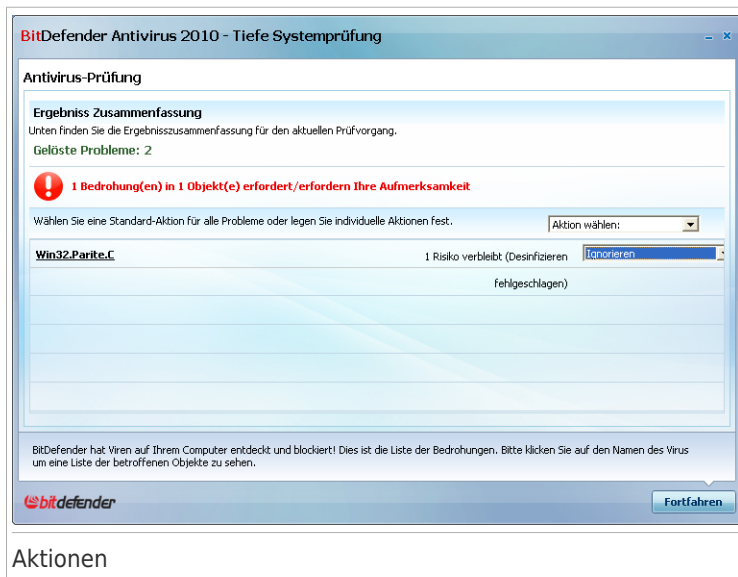 BitDefender Antivirus 2010 - Tiefe Systemprüfung
Antivirus-Prüfung
Ergebniss Zusammenfassung
Unten finden Sie die Ergebnisszusammenfassung für den aktuellen Prüfvorgang.
Gelöste Probleme: 2
1 Bedrohung(en) in 1 Objekt(e) erfordert/erfordern Ihre Aufmerksamkeit
Wählen Sie eine Standard-Aktion für alle Probleme oder legen Sie individuelle Aktionen fest.
Aktion wählen:
Win32.Parite.C
1 Risiko verbleibt (Desinfizieren
fehlgeschlagen)
Ignorieren
BitDefender hat Viren auf Ihrem Computer entdeckt und blockiert! Dies ist die Liste der Bedrohungen. Bitte klicken Sie auf den Namen des Virus
um eine Liste der betroffenen Objekte zu sehen.
bitdefender
Fortfahren
Aktionen